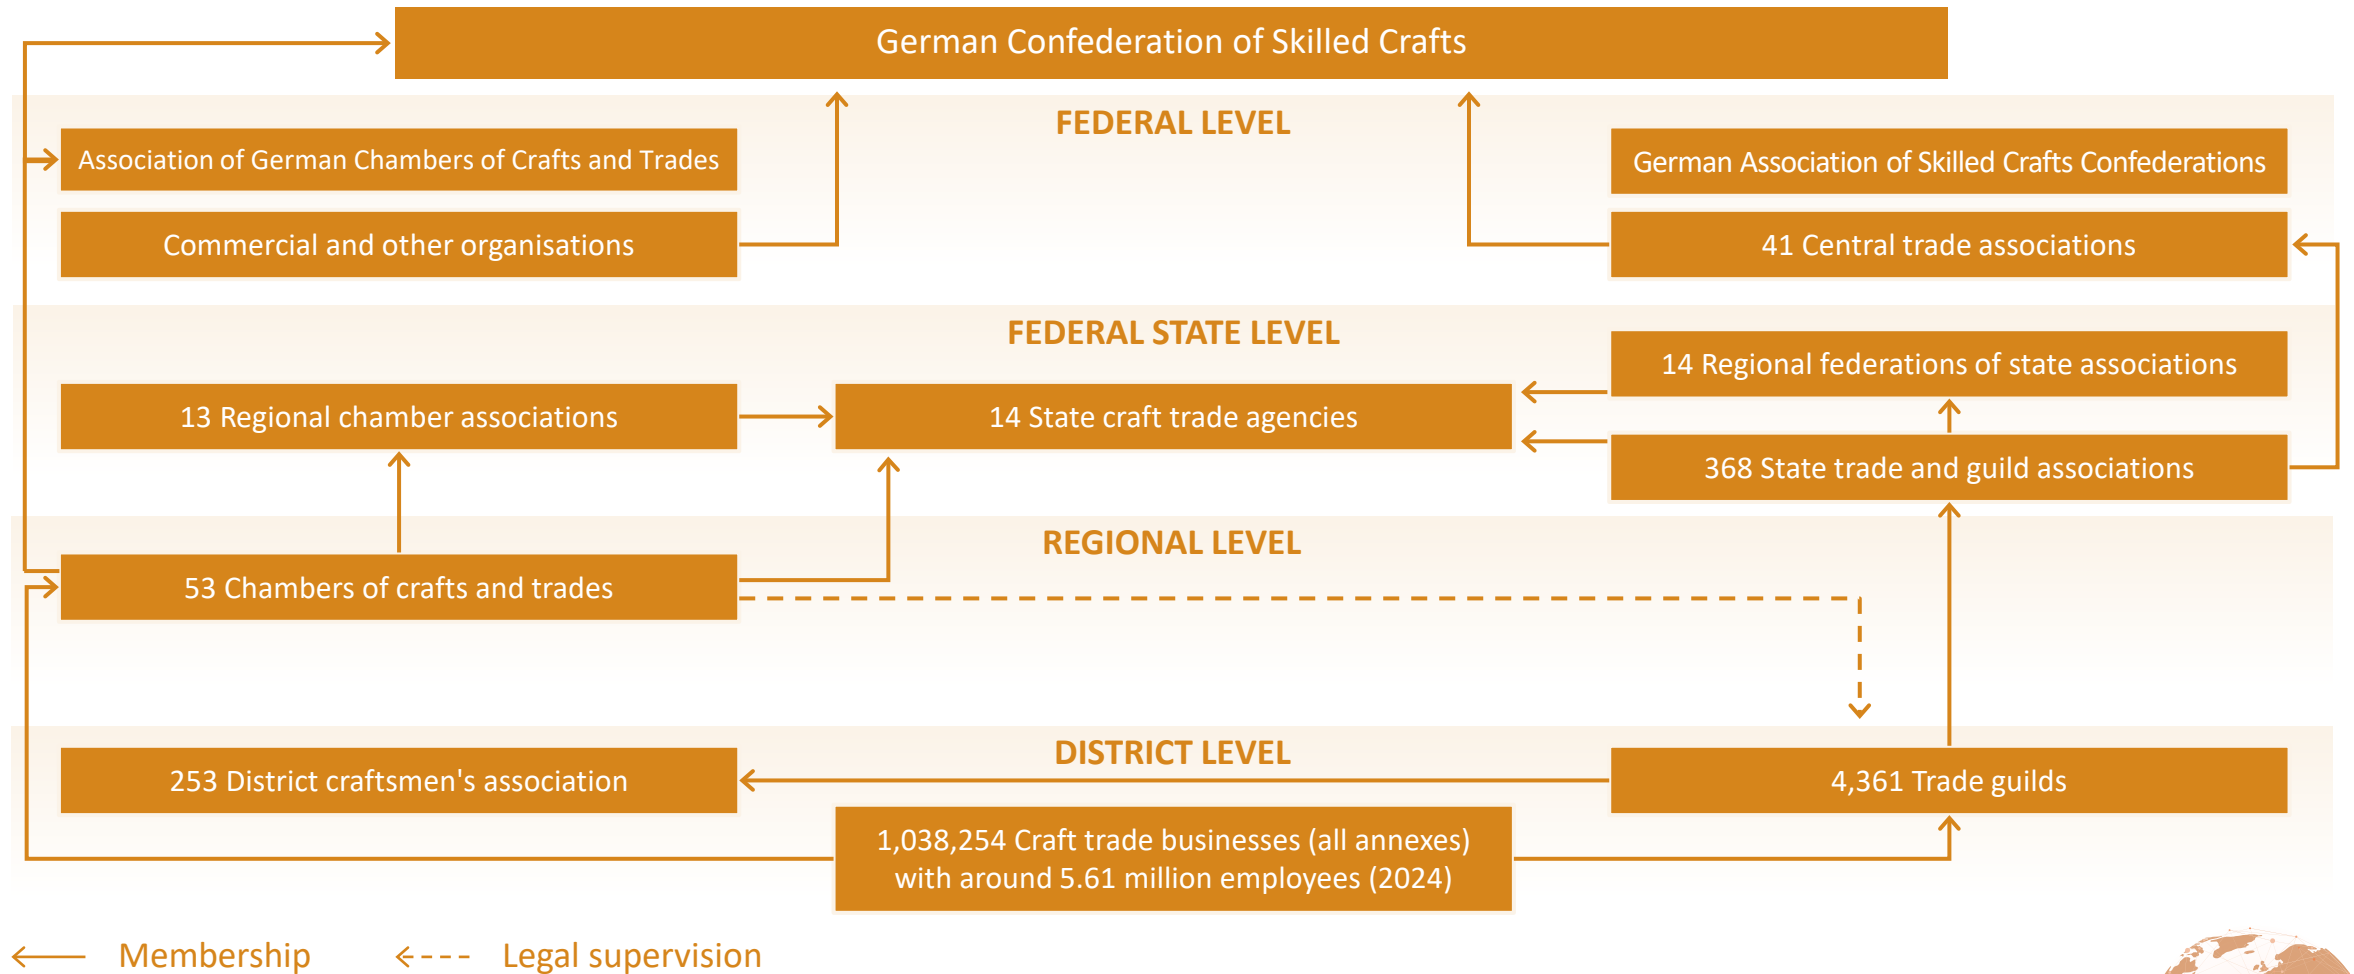 German Confederation of Skilled Crafts
FEDERAL LEVEL
Association of German Chambers of Crafts and Trades
German Association of Skilled Crafts Confederations
Commercial and other organisations
41 Central trade associations
FEDERAL STATE LEVEL
14 Regional federations of state associations
13 Regional chamber associations
14 State craft trade agencies
368 State trade and guild associations
REGIONAL LEVEL
53 Chambers of crafts and trades
DISTRICT LEVEL
253 District craftsmen's association
4,361 Trade guilds
1,038,254 Craft trade businesses (all annexes)
with around 5.61 million employees (2024)
Membership
Legal supervision